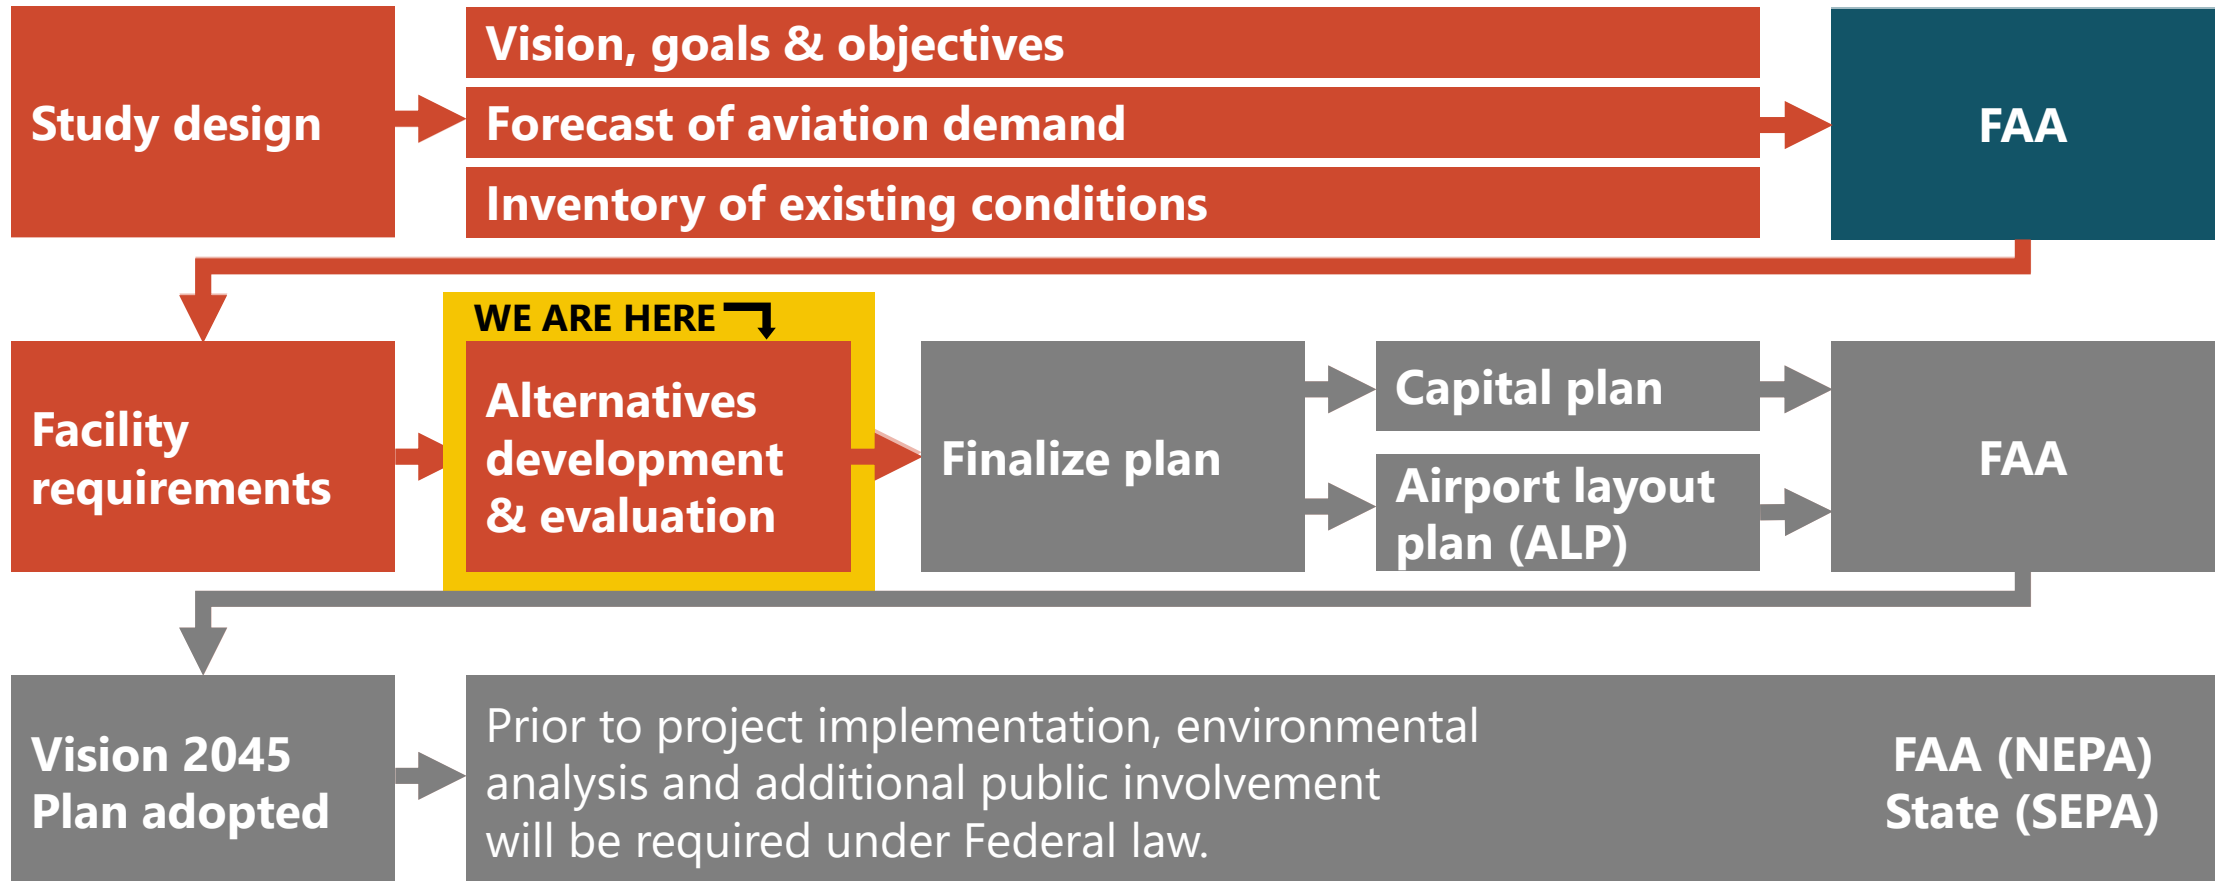 Study design
Vision, goals & objectives
Forecast of aviation demand
Inventory of existing conditions
FAA
WE ARE HERE
Facility
requirements
Alternatives
development
& evaluation
Finalize plan
Capital plan
Airport layout
plan (ALP)
FAA
Vision 2045
Plan adopted
Prior to project implementation, environmental
analysis and additional public involvement
will be required under Federal law.
FAA (NEPA)
State (SEPA)